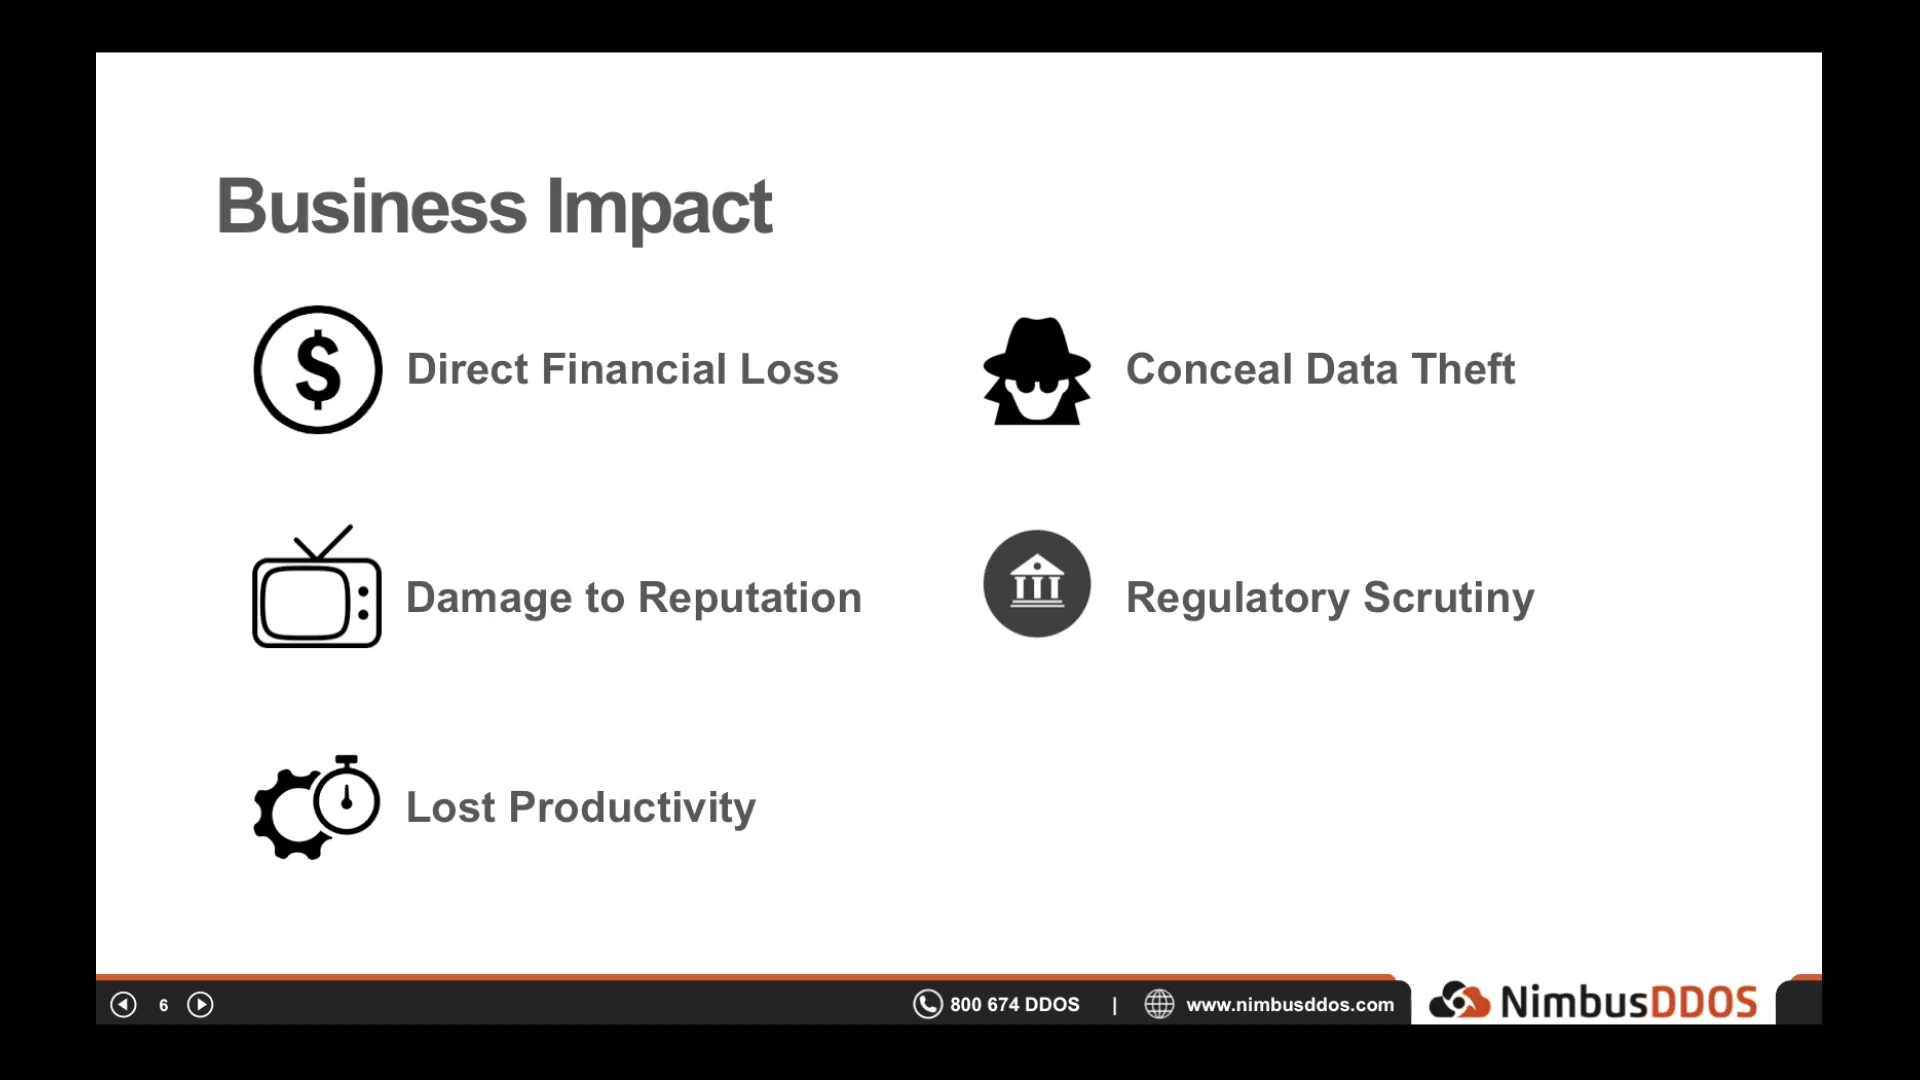 Business Impact
$ Direct Financial Loss
Conceal Data Theft
Damage to Reputation
Regulatory Scrutiny
Lost Productivity
6
800 674 DDOS | www.nimbusddos.com
NimbusDDOS